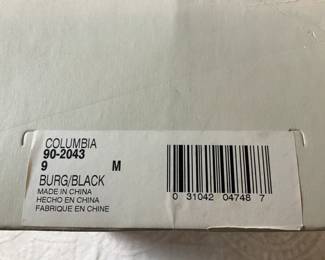 COLUMBIA
90-2043
9 M
BURG/BLACK
MADE IN CHINA
HECHO EN CHINA
FABRIQUE EN CHINE
0 31042 04748 7